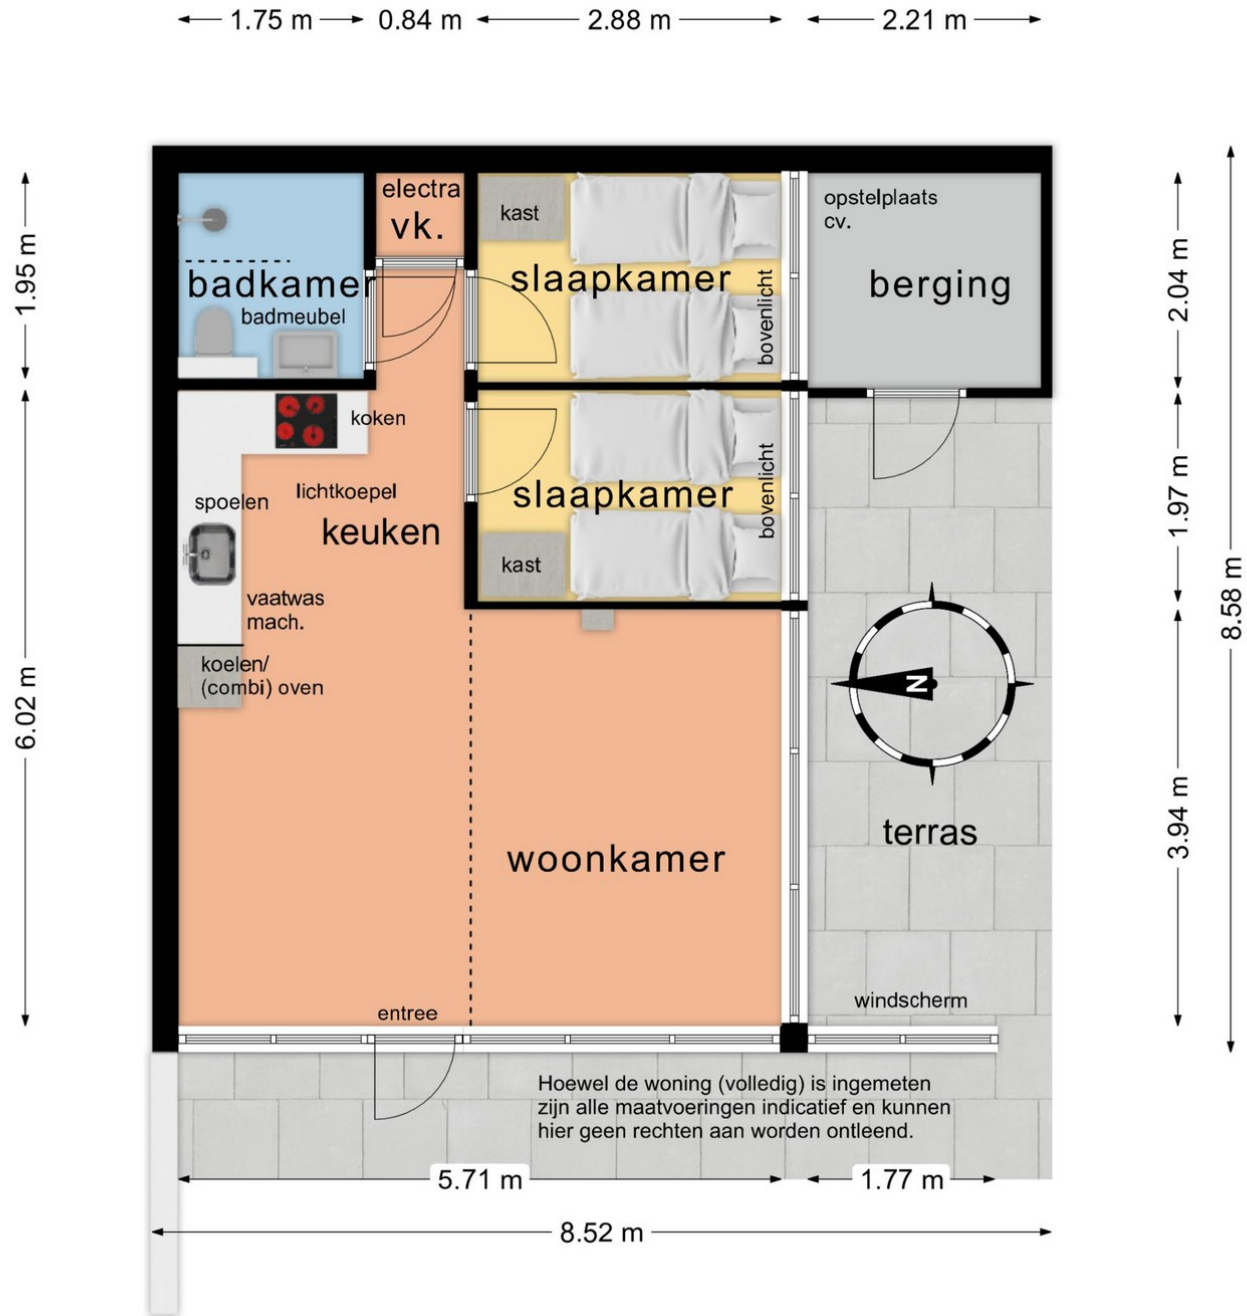 1.75 m
0.84 m
2.88 m
2.21 m
1.95 m
6.02 m
electra
vk.
kast
slaapkamer
bovenlicht
opstelplaats
cv.
berging
badkamer
badmeubel
koken
lichtkoepel
spoelen
keuken
vaatwas
mach.
koelen/
(combi) oven
slaapkamer
bovenlicht
kast
N
terras
woonkamer
windscherm
entree
2.04 m
1.97 m
3.94 m
8.58 m
Hoewel de woning (volledig) is ingemeten
zijn alle maatvoeringen indicatief en kunnen
hier geen rechten aan worden ontleend.
5.71 m
1.77 m
8.52 m